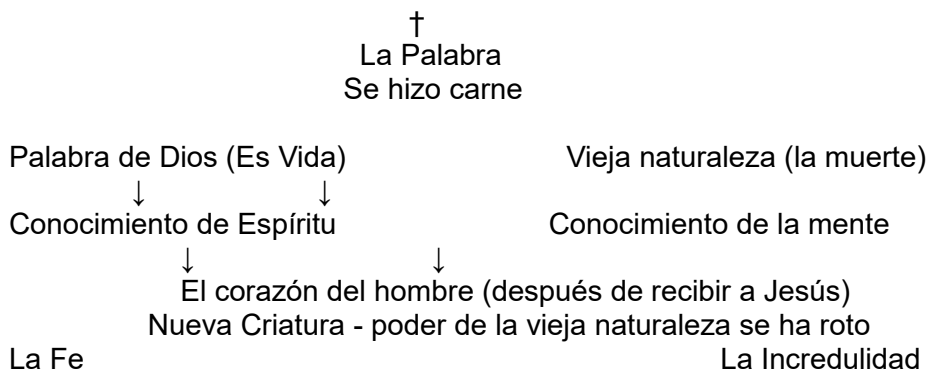 †
La Palabra
Se hizo carne
Palabra de Dios (Es Vida) Vieja naturaleza (la muerte)
↓ ↓
Conocimiento de Espíritu Conocimiento de la mente
↓ ↓
El corazón del hombre (después de recibir a Jesús)
Nueva Criatura - poder de la vieja naturaleza se ha roto
La Fe La Incredulidad